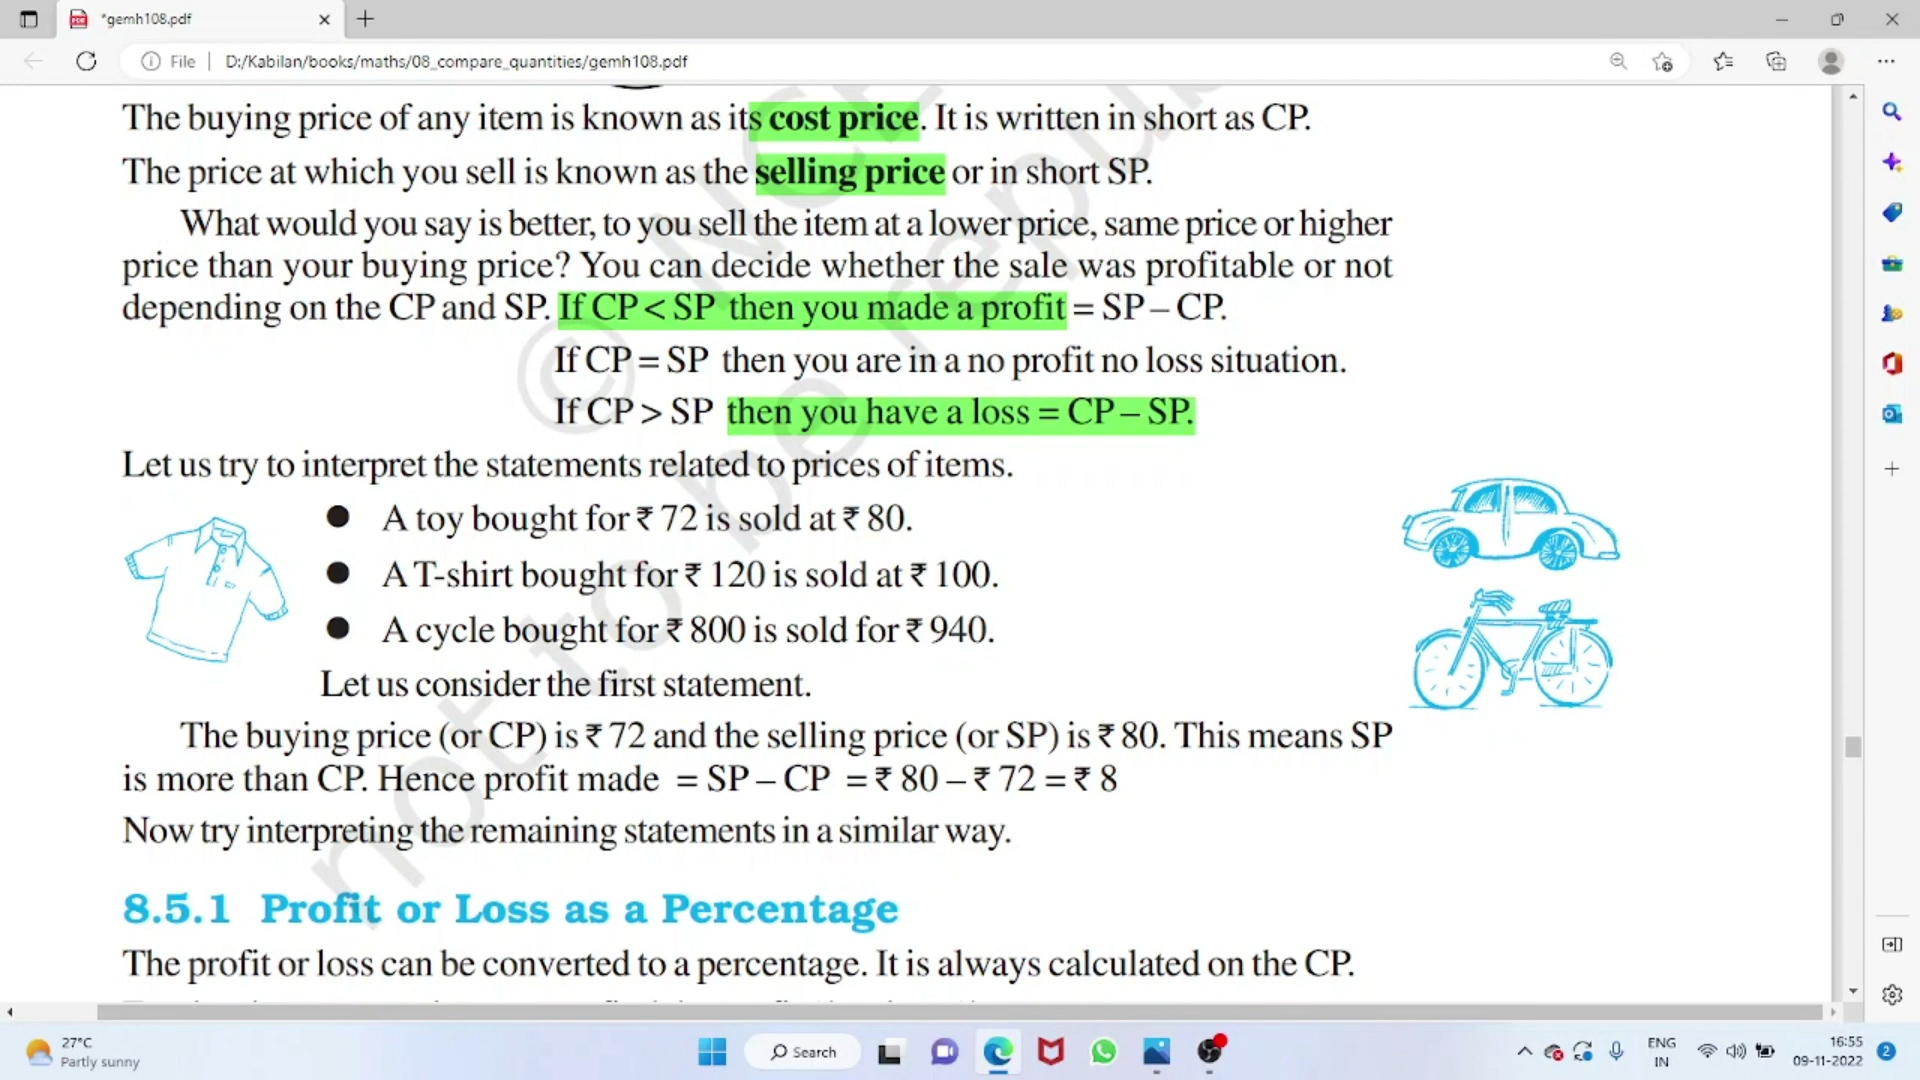 *gemh108.pdf
File
D:/Kabilan/books/maths/08_compare_quantities/gemh108.pdf
The buying price of any item is known as its cost price. It is written in short as CP.
The price at which you sell is known as the selling price or in short SP.
What would you say is better, to you sell the item at a lower price, same price or higher
price than your buying price? You can decide whether the sale was profitable or not
depending on the CP and SP. If CP < SP then you made a profit = SP – CP.
If CP = SP then you are in a no profit no loss situation.
If CP > SP then you have a loss = CP – SP.
Let us try to interpret the statements related to prices of items.
● A toy bought for ₹ 72 is sold at ₹ 80.
● A T-shirt bought for ₹ 120 is sold at ₹ 100.
● A cycle bought for ₹ 800 is sold for ₹ 940.
Let us consider the first statement.
The buying price (or CP) is ₹ 72 and the selling price (or SP) is ₹ 80. This means SP
is more than CP. Hence profit made = SP – CP = ₹ 80 – ₹ 72 = ₹ 8
Now try interpreting the remaining statements in a similar way.
8.5.1 Profit or Loss as a Percentage
The profit or loss can be converted to a percentage. It is always calculated on the CP.
not to be repub
© NCE
27°C
Partly sunny
Search
ENG
IN
16:55
09-11-2022
2